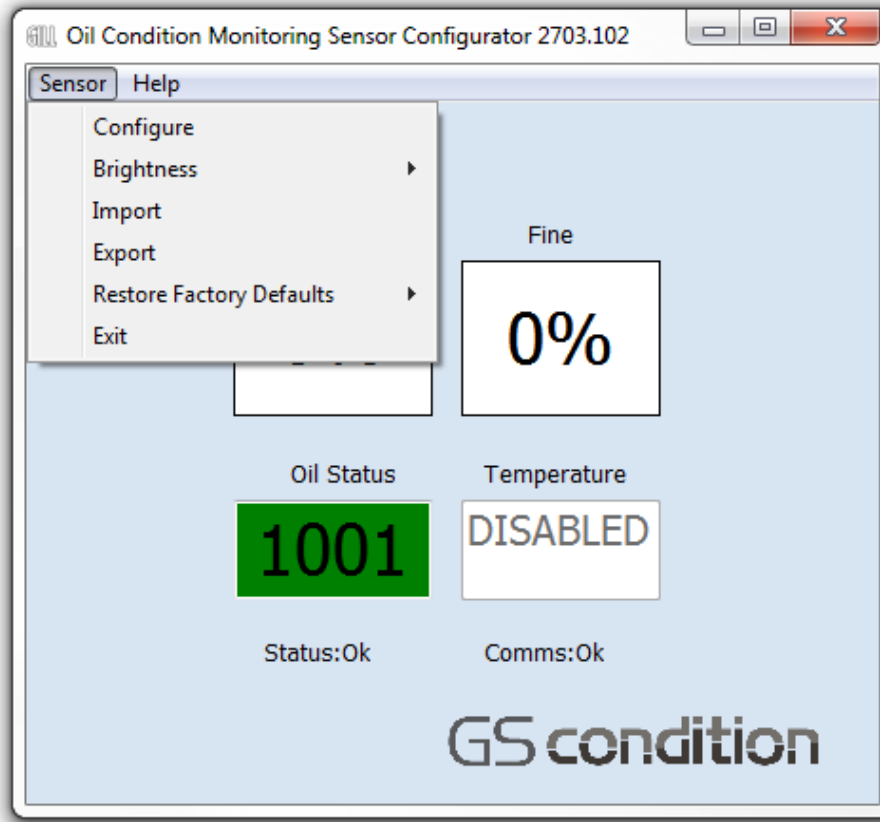 GILL Oil Condition Monitoring Sensor Configurator 2703.102
Sensor Help
Configure
Brightness
Import
Export
Restore Factory Defaults
Exit
Fine
0%
Oil Status Temperature
1001 DISABLED
Status:Ok Comms:Ok
GS condition